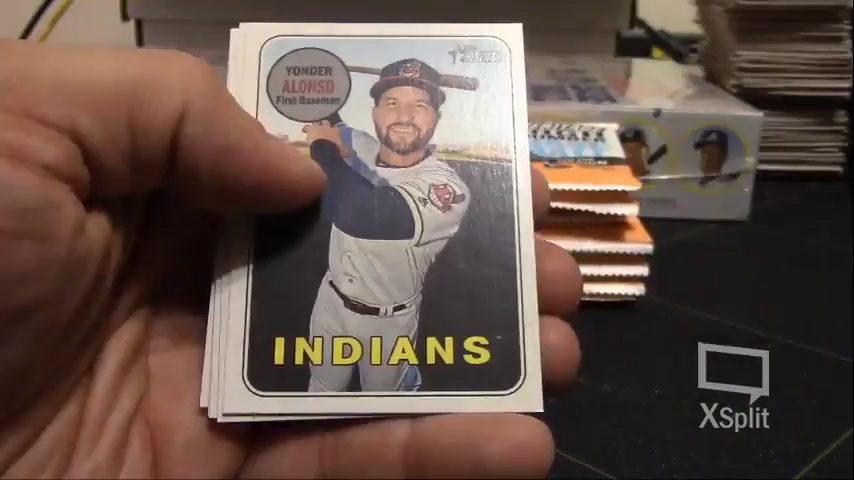 YONDER
ALONSO
First Baseman
INDIANS
XSplit